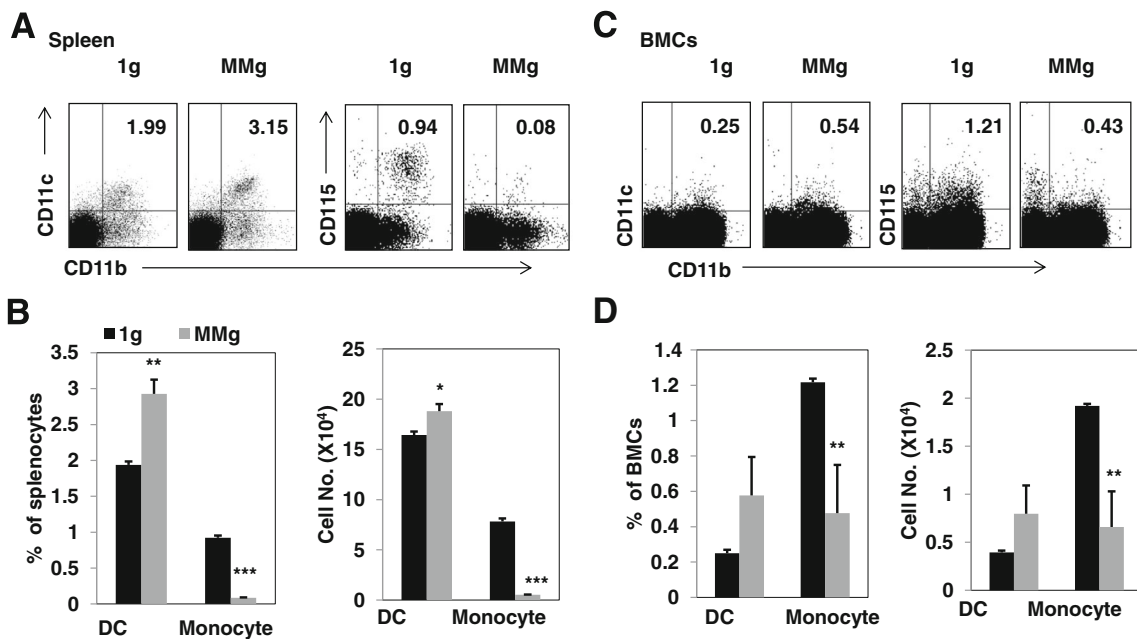 A Spleen
1g MMg 1g MMg
CD11c
1.99 3.15
CD115
0.94 0.08
CD11b
C BMCs
1g MMg 1g MMg
CD11c
0.25 0.54
CD115
1.21 0.43
CD11b
B
1g MMg
% of splenocytes
3.5
3
2.5
2
1.5
1
0.5
0
**
***
DC Monocyte
Cell No. (X10⁴)
25
20
15
10
5
0
*
***
DC Monocyte
D
% of BMCs
1.4
1.2
1
0.8
0.6
0.4
0.2
0
**
DC Monocyte
Cell No. (X10⁴)
2.5
2
1.5
1
0.5
0
**
DC Monocyte